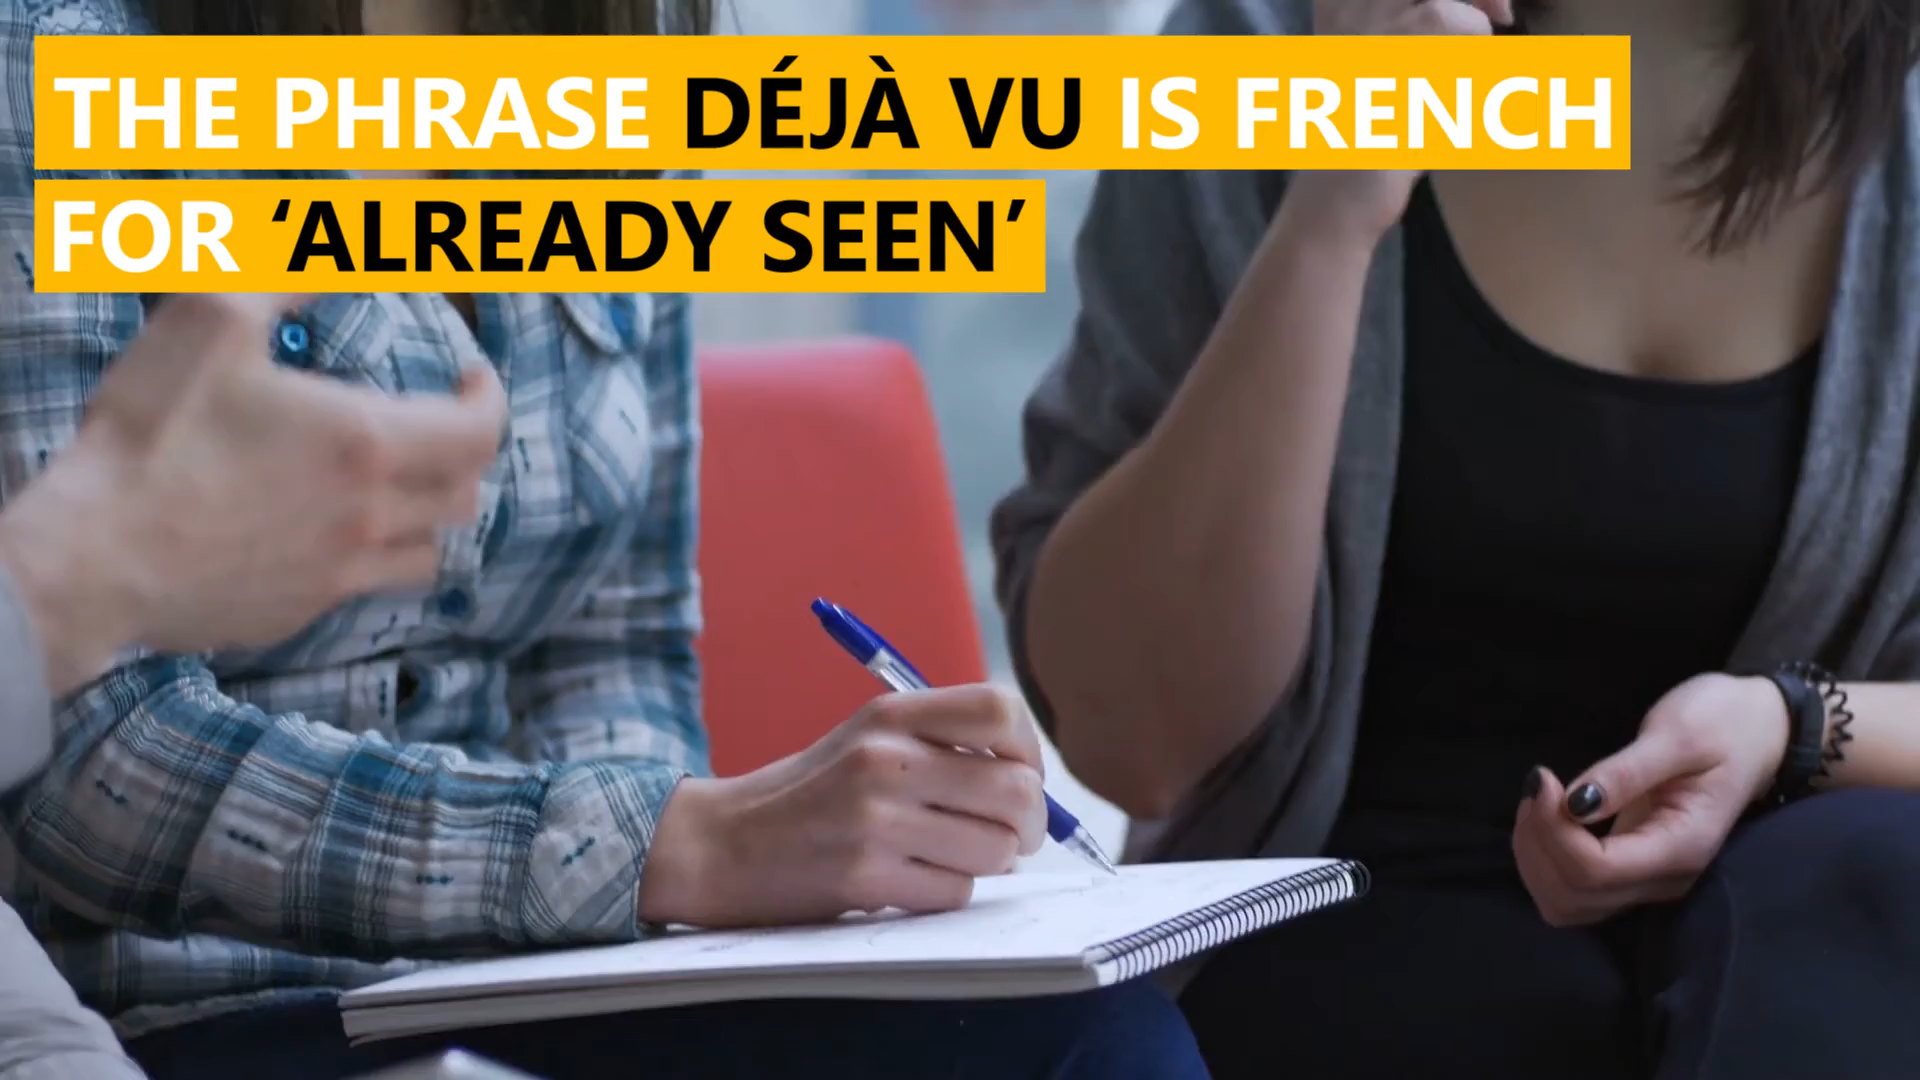 THE PHRASE DÉJÀ VU IS FRENCH
FOR ‘ALREADY SEEN’